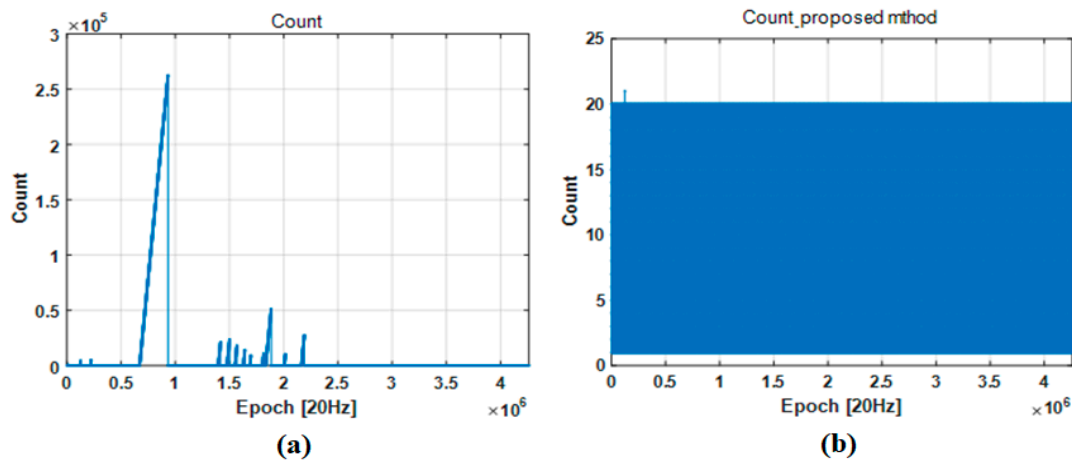 ×10^5
Count
3
2.5
2
1.5
1
0.5
0
Count
0 0.5 1 1.5 2 2.5 3 3.5 4
Epoch [20Hz]
×10^6
(a)
Count_proposed mthod
25
20
15
10
5
0
Count
0 0.5 1 1.5 2 2.5 3 3.5 4
Epoch [20Hz]
×10^6
(b)